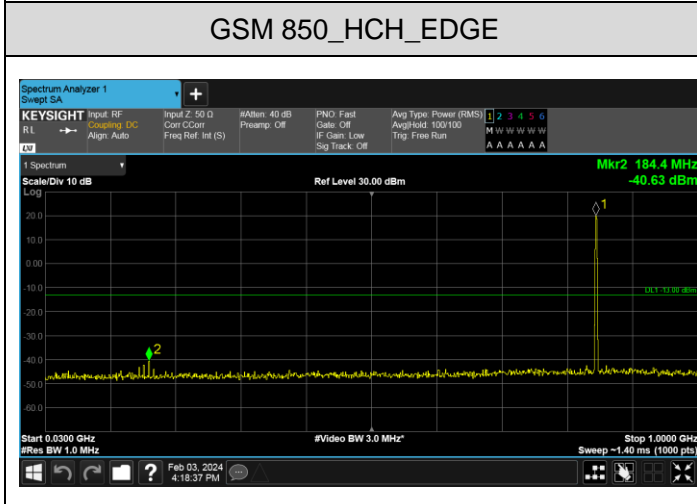 GSM 850_HCH_EDGE
Spectrum Analyzer 1
Swept SA
+
KEYSIGHT
RL
LXI
Input: RF
Coupling: DC
Align: Auto
Input Z: 50 Ω
Corr CCorr
Freq Ref: Int (S)
#Atten: 40 dB
Preamp: Off
PNO: Fast
Gate: Off
IF Gain: Low
Sig Track: Off
Avg Type: Power (RMS)
Avg|Hold: 100/100
Trig: Free Run
1 2 3 4 5 6
M W W W W W
A A A A A A
1 Spectrum
Mkr2 184.4 MHz
Scale/Div 10 dB
Ref Level 30.00 dBm
-40.63 dBm
Log
1
20.0
10.0
0.00
-10.0
DL1 -13.00 dBm
-20.0
-30.0
2
-40.0
-50.0
-60.0
Start 0.0300 GHz
#Video BW 3.0 MHz*
Stop 1.0000 GHz
#Res BW 1.0 MHz
Sweep ~1.40 ms (1000 pts)
?
Feb 03, 2024
4:18:37 PM